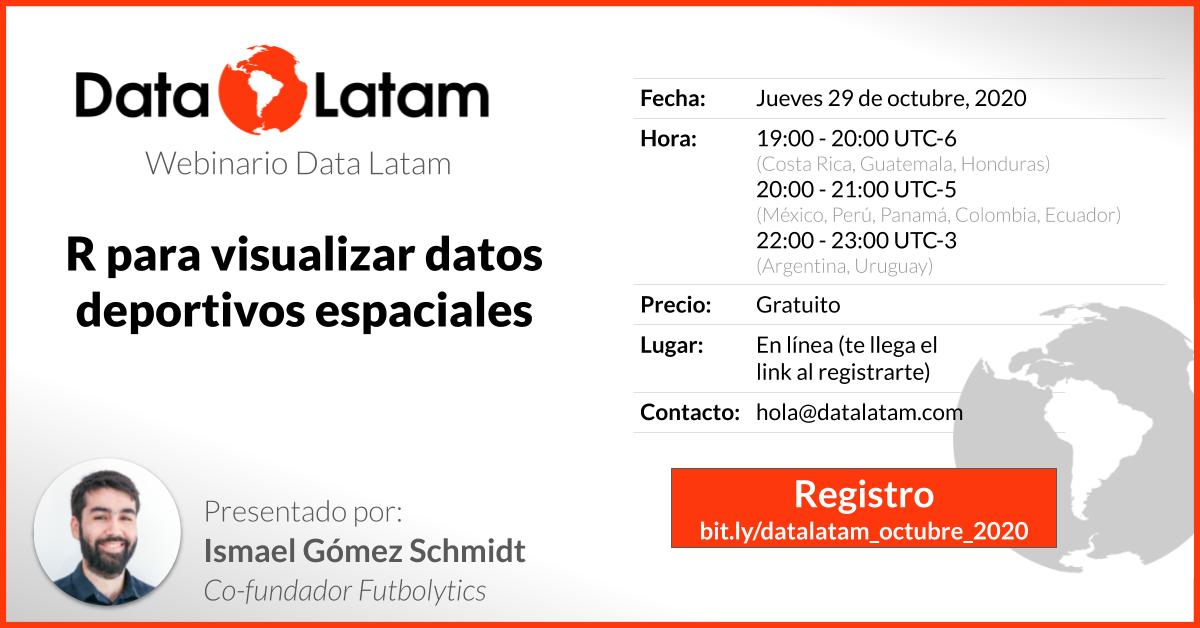 Data Latam
Webinario Data Latam
R para visualizar datos
deportivos espaciales
Presentado por:
Ismael Gómez Schmidt
Co-fundador Futbolytics
Fecha: Jueves 29 de octubre, 2020
Hora: 19:00 - 20:00 UTC-6
(Costa Rica, Guatemala, Honduras)
20:00 - 21:00 UTC-5
(México, Perú, Panamá, Colombia, Ecuador)
22:00 - 23:00 UTC-3
(Argentina, Uruguay)
Precio: Gratuito
Lugar: En línea (te llega el
link al registrarte)
Contacto: hola@datalatam.com
Registro
bit.ly/datalatam_octubre_2020